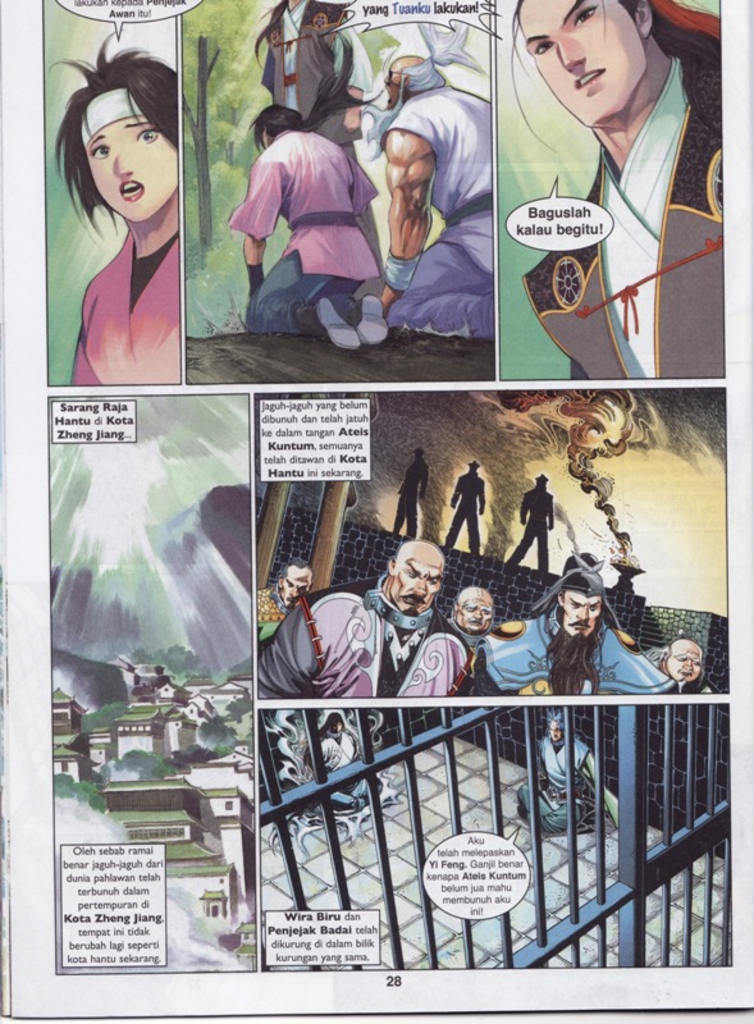 lakukan kepada Penjejak
Awan itu!
yang Tuanku lakukan!
Baguslah
kalau begitu!
Sarang Raja
Hantu di Kota
Zheng Jiang...
Jaguh-jaguh yang belum
dibunuh dan telah jatuh
ke dalam tangan Ateis
Kuntum, semuanya
telah ditawan di Kota
Hantu ini sekarang.
Oleh sebab ramai
benar jaguh-jaguh dari
dunia pahlawan telah
terbunuh dalam
pertempuran di
Kota Zheng Jiang,
tempat ini tidak
berubah lagi seperti
kota hantu sekarang.
Aku
telah melepaskan
Yi Feng. Ganjil benar
kenapa Ateis Kuntum
belum jua mahu
membunuh aku
ini!
Wira Biru dan
Penjejak Badai telah
dikurung di dalam bilik
kurungan yang sama.
28